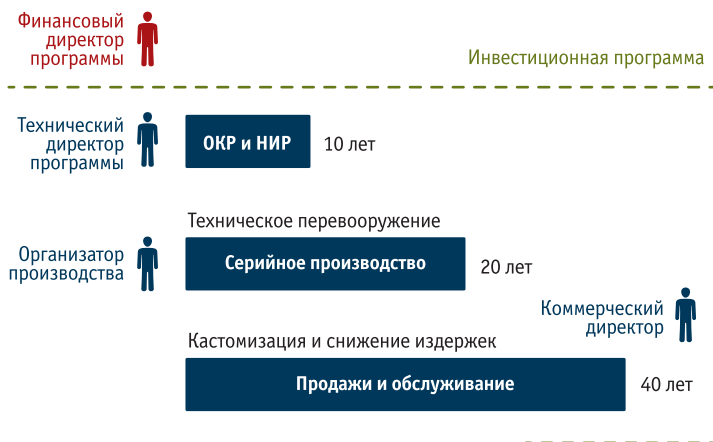 Финансовый
директор
программы
Инвестиционная программа
Технический
директор
программы
ОКР и НИР
10 лет
Техническое перевооружение
Организатор
производства
Серийное производство
20 лет
Коммерческий
директор
Кастомизация и снижение издержек
Продажи и обслуживание
40 лет